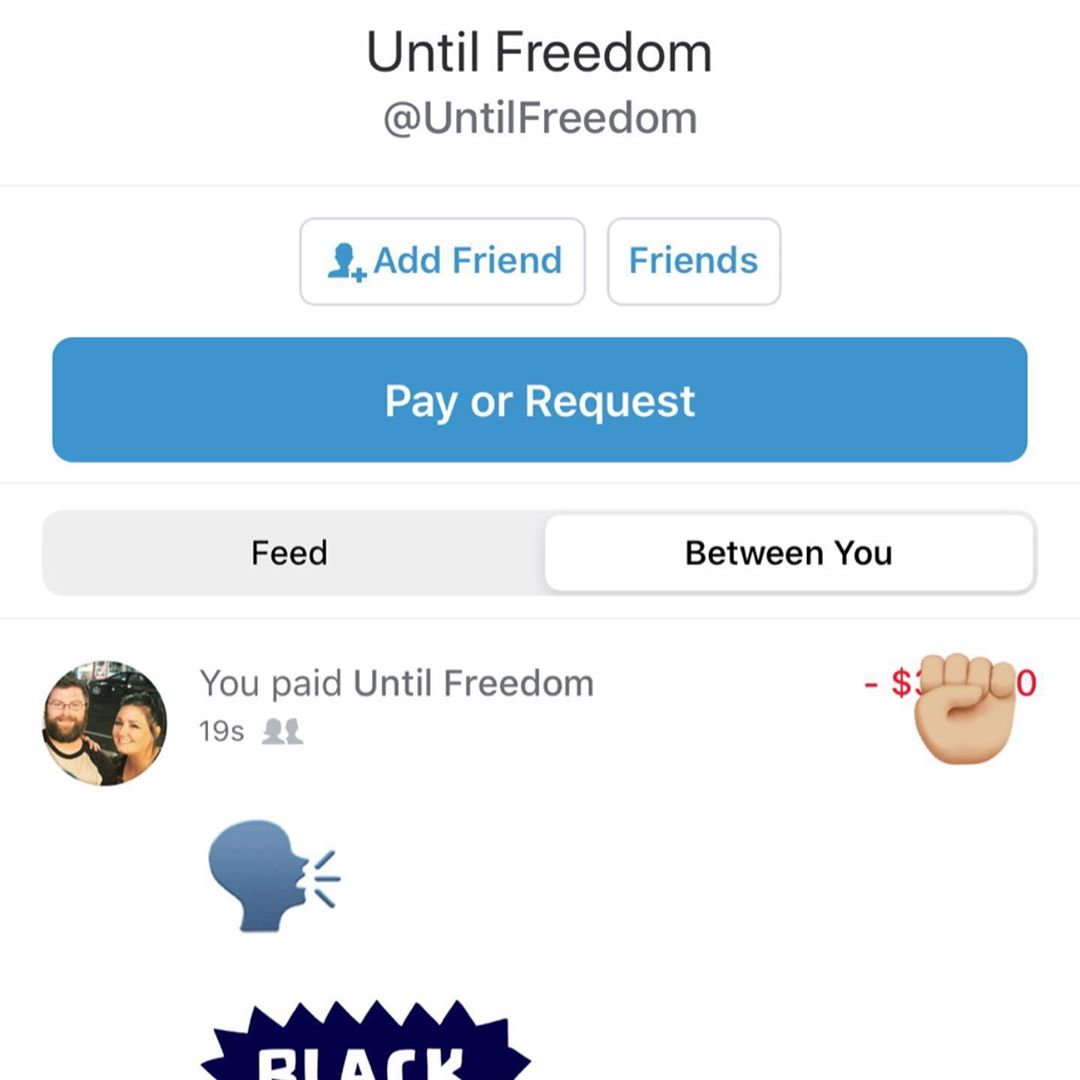 Until Freedom
@UntilFreedom
Add Friend
Friends
Pay or Request
Feed
Between You
You paid Until Freedom
- $ 0
19s
BLACK